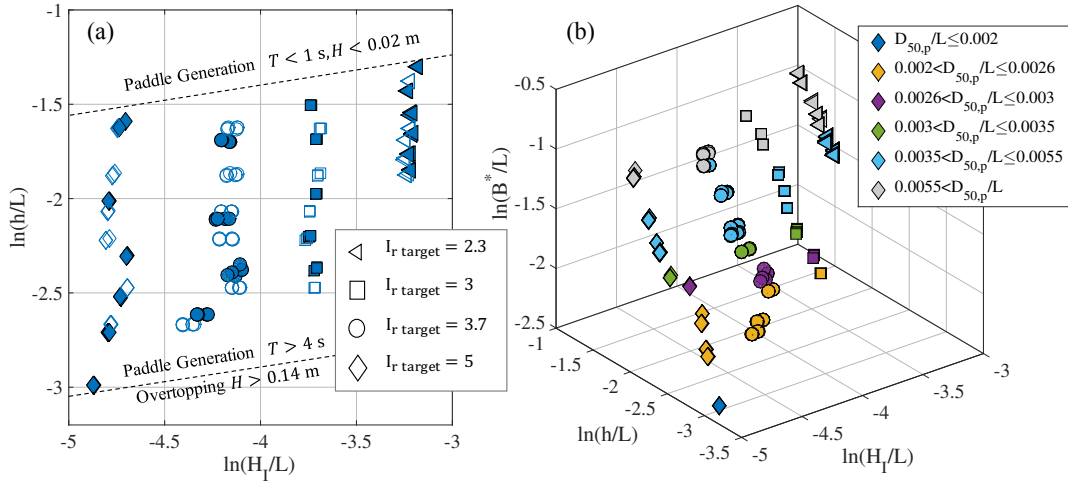 (a)
Paddle Generation T < 1 s, H < 0.02 m
-1
-1.5
-2
-2.5
-3
ln(h/L)
I_r target = 2.3
I_r target = 3
I_r target = 3.7
I_r target = 5
Paddle Generation T > 4 s
Overtopping H > 0.14 m
-5 -4.5 -4 -3.5 -3
ln(H_I/L)
(b)
D_50,p/L≤0.002
0.002<D_50,p/L≤0.0026
0.0026<D_50,p/L≤0.003
0.003<D_50,p/L≤0.0035
0.0035<D_50,p/L≤0.0055
0.0055<D_50,p/L
-0.5
-1
-1.5
-2
-2.5
ln(B*/L)
-1
-1.5
-2
-2.5
-3
-3.5
ln(h/L)
-5
-4.5
-4
-3.5
-3
ln(H_I/L)